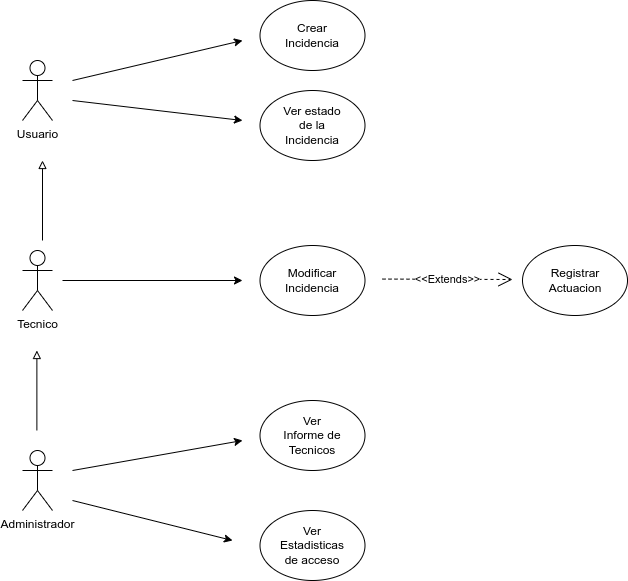 Crear
Incidencia
Usuario
Ver estado
de la
Incidencia
Tecnico
Modificar
Incidencia
<<Extends>>
Registrar
Actuacion
Ver
Informe de
Tecnicos
Administrador
Ver
Estadisticas
de acceso